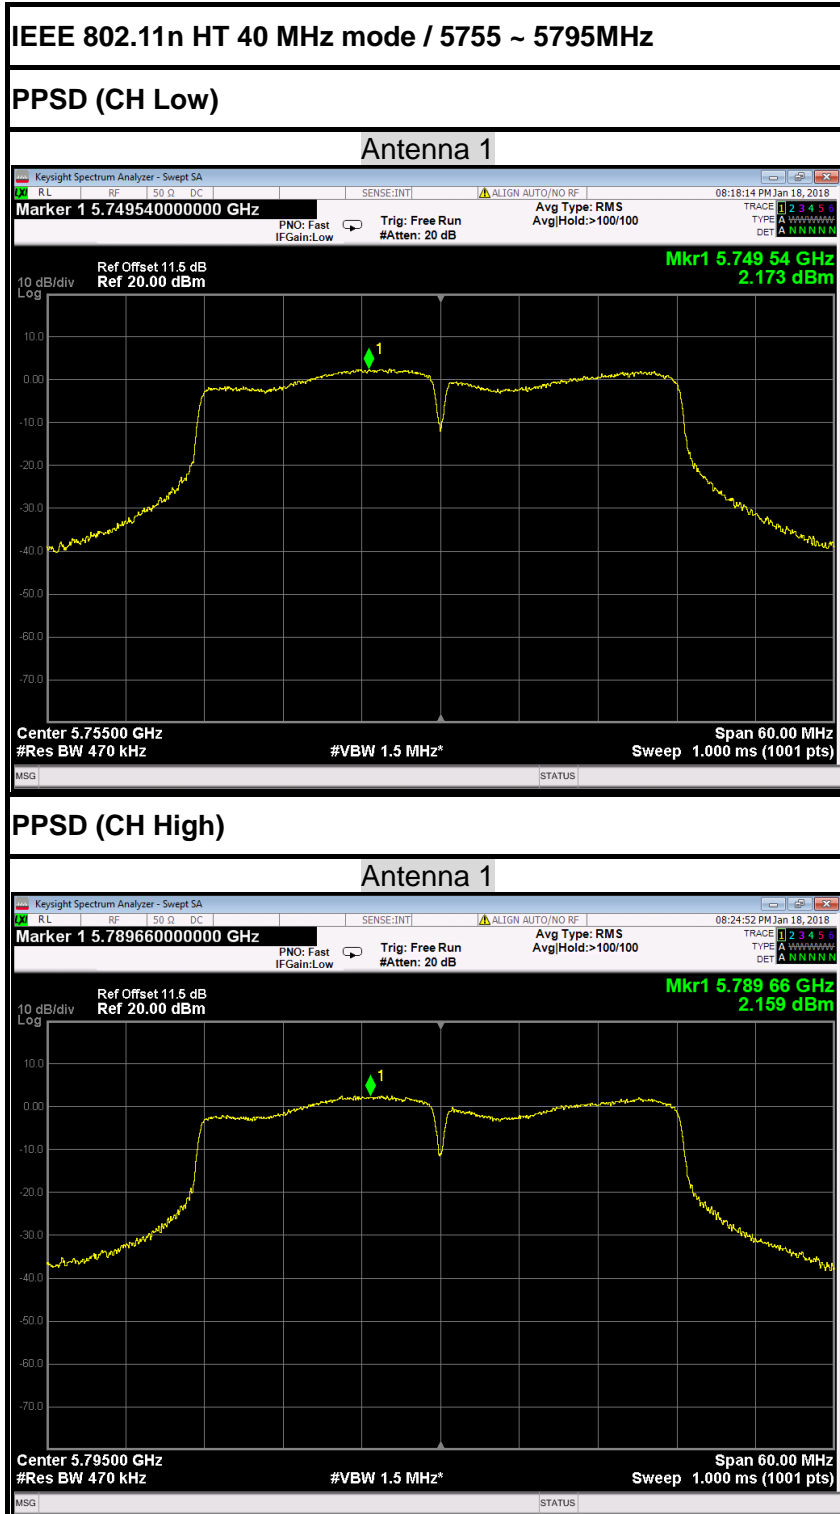 IEEE 802.11n HT 40 MHz mode / 5755 ~ 5795MHz
PPSD (CH Low)
Antenna 1
Keysight Spectrum Analyzer - Swept SA
LXI RL RF 50 Ω DC SENSE:INT ALIGN AUTO/NO RF 08:18:14 PM Jan 18, 2018
Marker 1 5.749540000000 GHz
PNO: Fast
IFGain:Low
Trig: Free Run
#Atten: 20 dB
Avg Type: RMS
Avg|Hold:>100/100
TRACE 1 2 3 4 5 6
TYPE A WWWWW
DET A N N N N N
Mkr1 5.749 54 GHz
2.173 dBm
10 dB/div
Log
Ref Offset 11.5 dB
Ref 20.00 dBm
1
10.0
0.00
-10.0
-20.0
-30.0
-40.0
-50.0
-60.0
-70.0
Center 5.75500 GHz
#Res BW 470 kHz
#VBW 1.5 MHz*
Span 60.00 MHz
Sweep 1.000 ms (1001 pts)
MSG STATUS
PPSD (CH High)
Antenna 1
Keysight Spectrum Analyzer - Swept SA
LXI RL RF 50 Ω DC SENSE:INT ALIGN AUTO/NO RF 08:24:52 PM Jan 18, 2018
Marker 1 5.789660000000 GHz
PNO: Fast
IFGain:Low
Trig: Free Run
#Atten: 20 dB
Avg Type: RMS
Avg|Hold:>100/100
TRACE 1 2 3 4 5 6
TYPE A WWWWW
DET A N N N N N
Mkr1 5.789 66 GHz
2.159 dBm
10 dB/div
Log
Ref Offset 11.5 dB
Ref 20.00 dBm
1
10.0
0.00
-10.0
-20.0
-30.0
-40.0
-50.0
-60.0
-70.0
Center 5.79500 GHz
#Res BW 470 kHz
#VBW 1.5 MHz*
Span 60.00 MHz
Sweep 1.000 ms (1001 pts)
MSG STATUS